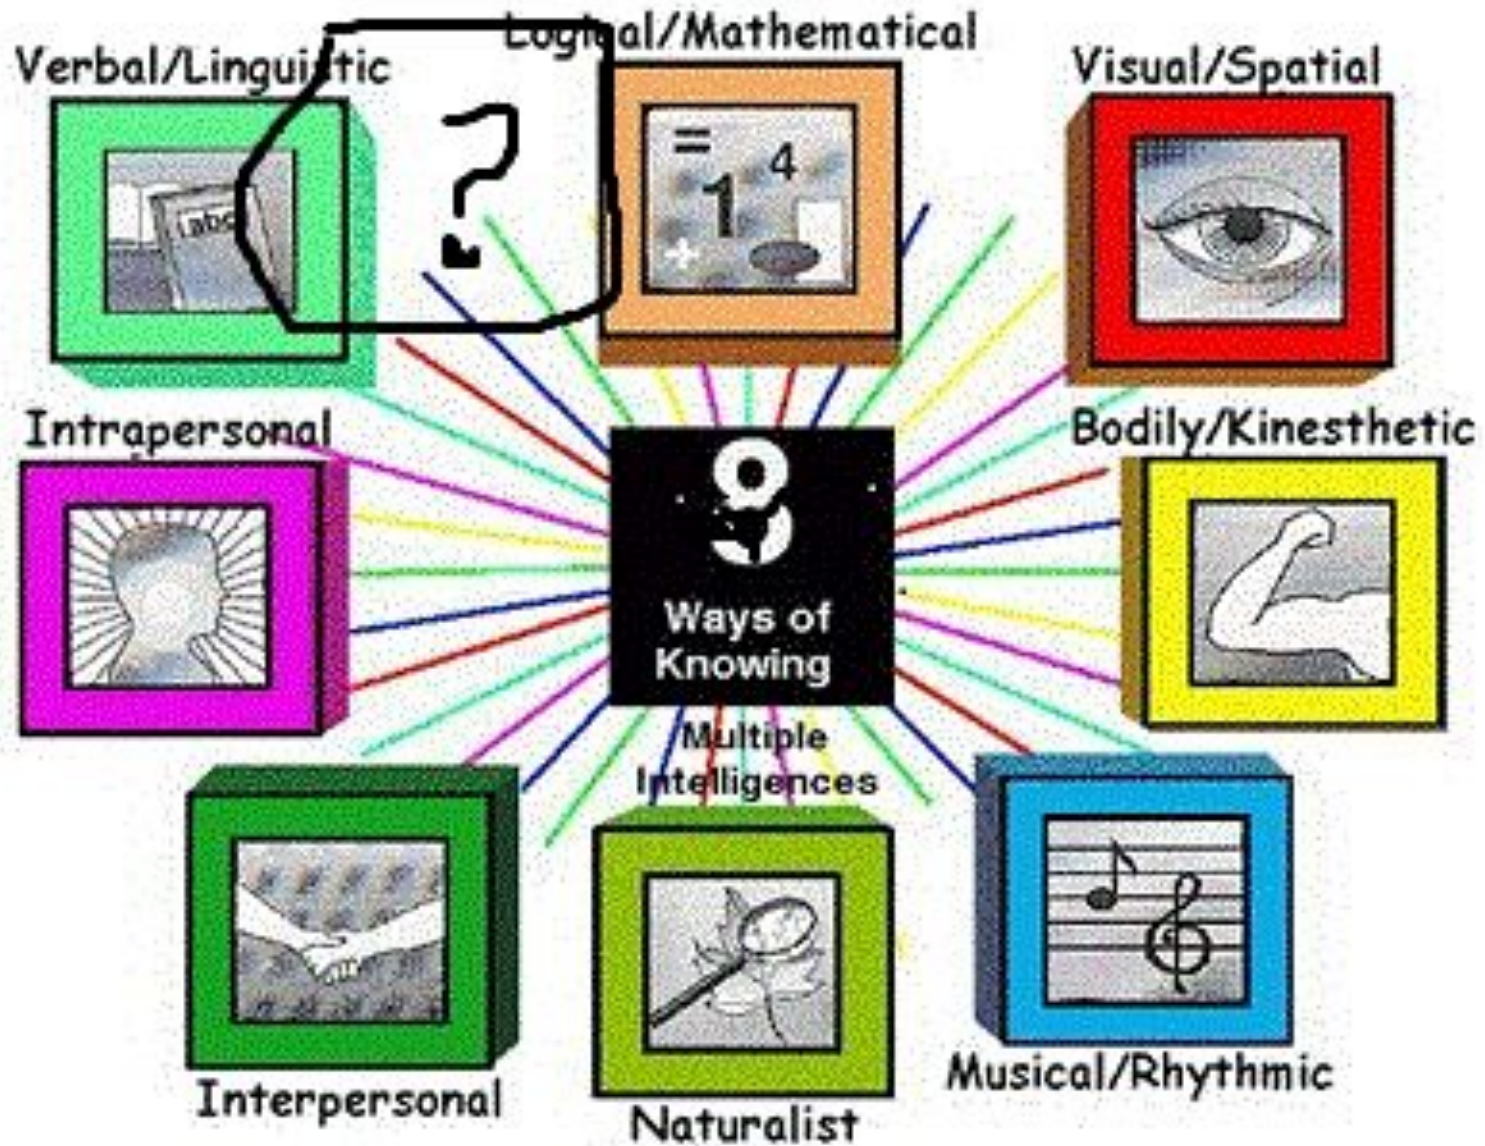 Logical/Mathematical
Verbal/Linguistic
Visual/Spatial
?
= 4
1
+
abc
Intrapersonal
Bodily/Kinesthetic
9
Ways of
Knowing
Multiple
Intelligences
Interpersonal
Naturalist
Musical/Rhythmic